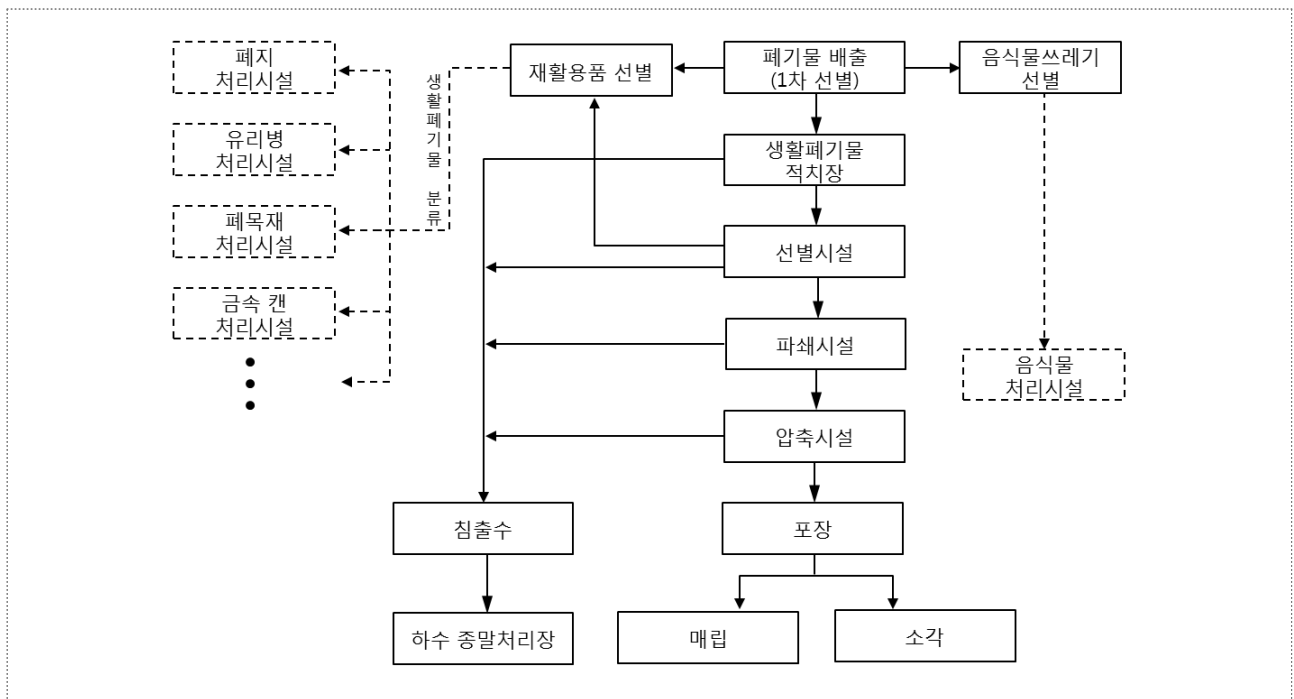 폐지
처리시설
재활용품 선별
폐기물 배출
(1차 선별)
음식물쓰레기
선별
생활폐기물 분류
유리병
처리시설
생활폐기물
적치장
폐목재
처리시설
선별시설
금속 캔
처리시설
파쇄시설
음식물
처리시설
압축시설
침출수
포장
하수 종말처리장
매립
소각